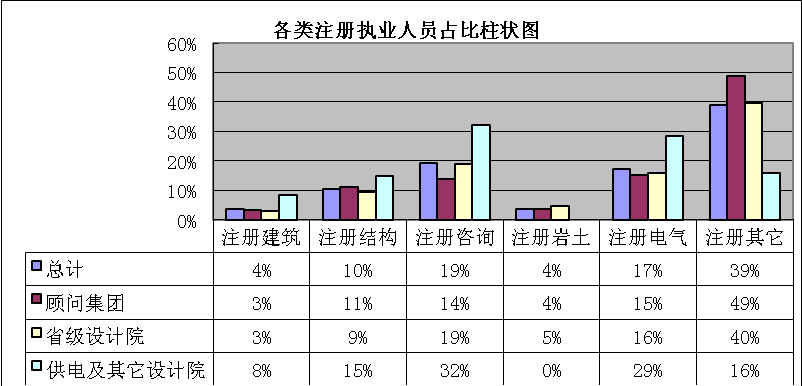 各类注册执业人员占比柱状图
60%
50%
40%
30%
20%
10%
0%
注册建筑 注册结构 注册咨询 注册岩土 注册电气 注册其它
总计 4% 10% 19% 4% 17% 39%
顾问集团 3% 11% 14% 4% 15% 49%
省级设计院 3% 9% 19% 5% 16% 40%
供电及其它设计院 8% 15% 32% 0% 29% 16%